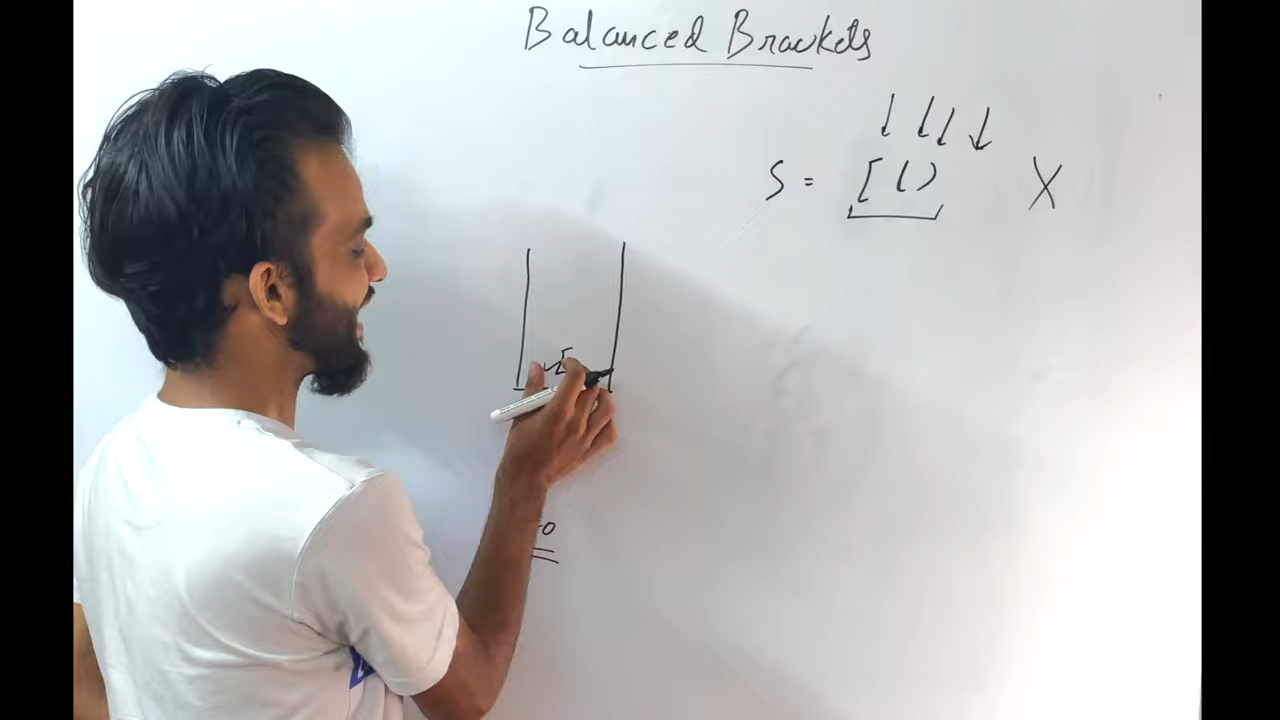 Balanced Brackets
S = [ ( ) X
[